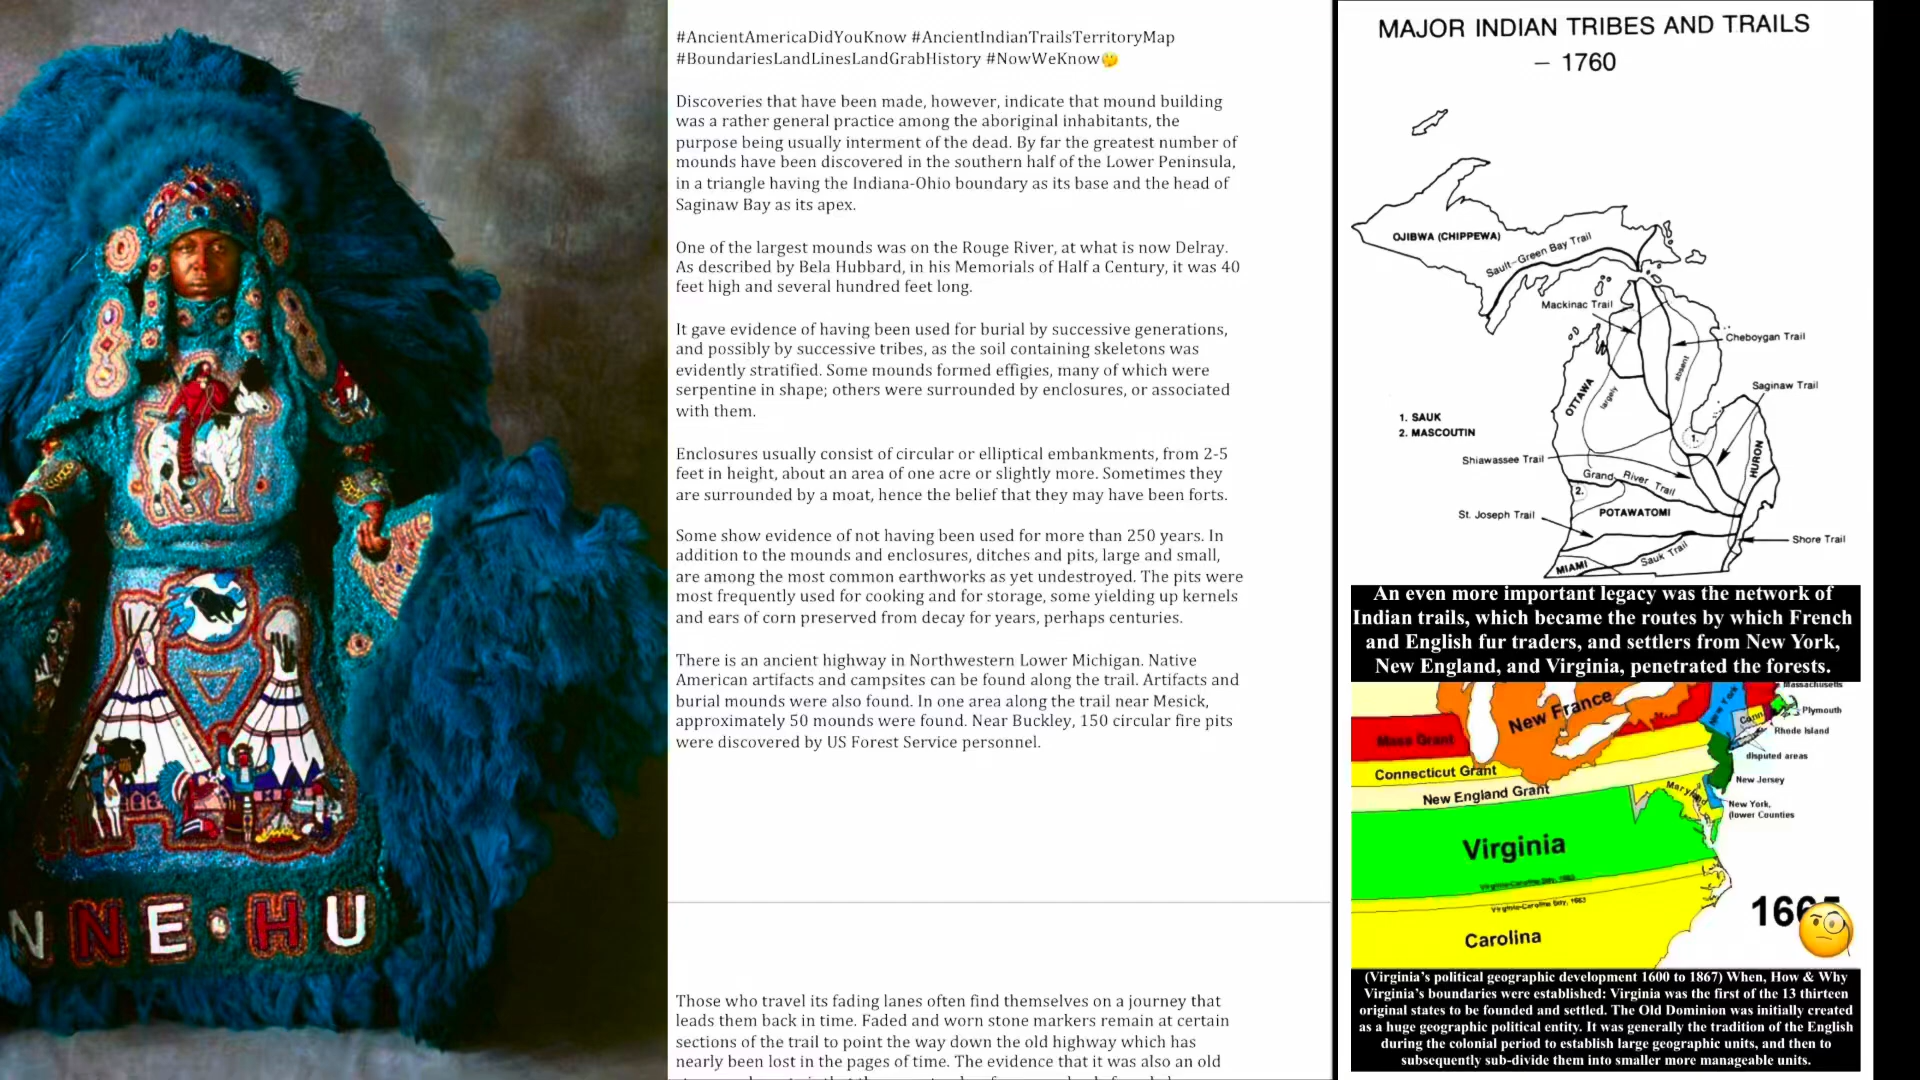 NNE·HU
#AncientAmericaDidYouKnow #AncientIndianTrailsTerritoryMap
#BoundariesLandLinesLandGrabHistory #NowWeKnow🤔
Discoveries that have been made, however, indicate that mound building
was a rather general practice among the aboriginal inhabitants, the
purpose being usually interment of the dead. By far the greatest number of
mounds have been discovered in the southern half of the Lower Peninsula,
in a triangle having the Indiana-Ohio boundary as its base and the head of
Saginaw Bay as its apex.
One of the largest mounds was on the Rouge River, at what is now Delray.
As described by Bela Hubbard, in his Memorials of Half a Century, it was 40
feet high and several hundred feet long.
It gave evidence of having been used for burial by successive generations,
and possibly by successive tribes, as the soil containing skeletons was
evidently stratified. Some mounds formed effigies, many of which were
serpentine in shape; others were surrounded by enclosures, or associated
with them.
Enclosures usually consist of circular or elliptical embankments, from 2-5
feet in height, about an area of one acre or slightly more. Sometimes they
are surrounded by a moat, hence the belief that they may have been forts.
Some show evidence of not having been used for more than 250 years. In
addition to the mounds and enclosures, ditches and pits, large and small,
are among the most common earthworks as yet undestroyed. The pits were
most frequently used for cooking and for storage, some yielding up kernels
and ears of corn preserved from decay for years, perhaps centuries.
There is an ancient highway in Northwestern Lower Michigan. Native
American artifacts and campsites can be found along the trail. Artifacts and
burial mounds were also found. In one area along the trail near Mesick,
approximately 50 mounds were found. Near Buckley, 150 circular fire pits
were discovered by US Forest Service personnel.
Those who travel its fading lanes often find themselves on a journey that
leads them back in time. Faded and worn stone markers remain at certain
sections of the trail to point the way down the old highway which has
nearly been lost in the pages of time. The evidence that it was also an old
MAJOR INDIAN TRIBES AND TRAILS
– 1760
OJIBWA (CHIPPEWA)
Sault-Green Bay Trail
Mackinac Trail
Cheboygan Trail
absent
largely
OTTAWA
Saginaw Trail
1. SAUK
2. MASCOUTIN
1.
HURON
Shiawassee Trail
Grand River Trail
2.
St. Joseph Trail
POTAWATOMI
Shore Trail
Sauk Trail
MIAMI
An even more important legacy was the network of
Indian trails, which became the routes by which French
and English fur traders, and settlers from New York,
New England, and Virginia, penetrated the forests.
New France
New York
Massachusetts
Plymouth
Conn
Rhode Island
disputed areas
Mass Grant
Connecticut Grant
New England Grant
New Jersey
Maryland
New York,
(lower Counties
Virginia
Virginia-Carolina Bdy, 1663
Carolina
(Virginia's political geographic development 1600 to 1867) When, How & Why
Virginia's boundaries were established: Virginia was the first of the 13 thirteen
original states to be founded and settled. The Old Dominion was initially created
as a huge geographic political entity. It was generally the tradition of the English
during the colonial period to establish large geographic units, and then to
subsequently sub-divide them into smaller more manageable units.